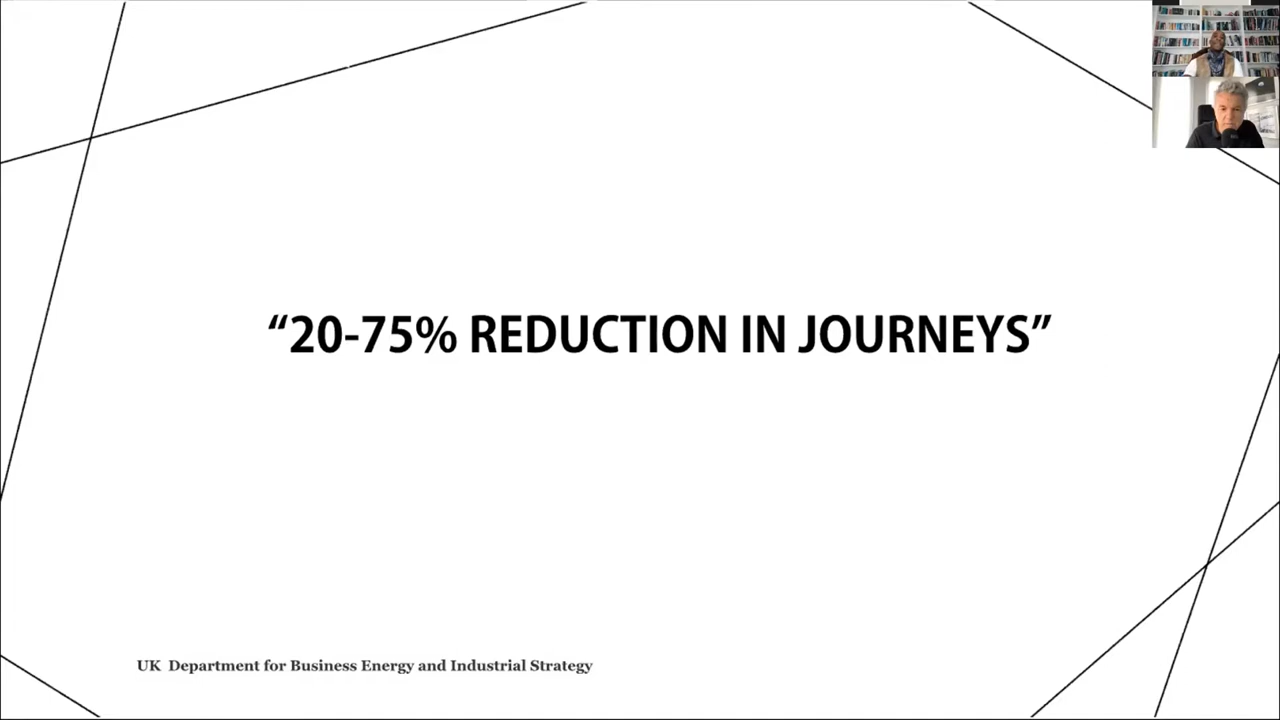 “20-75% REDUCTION IN JOURNEYS”
UK Department for Business Energy and Industrial Strategy